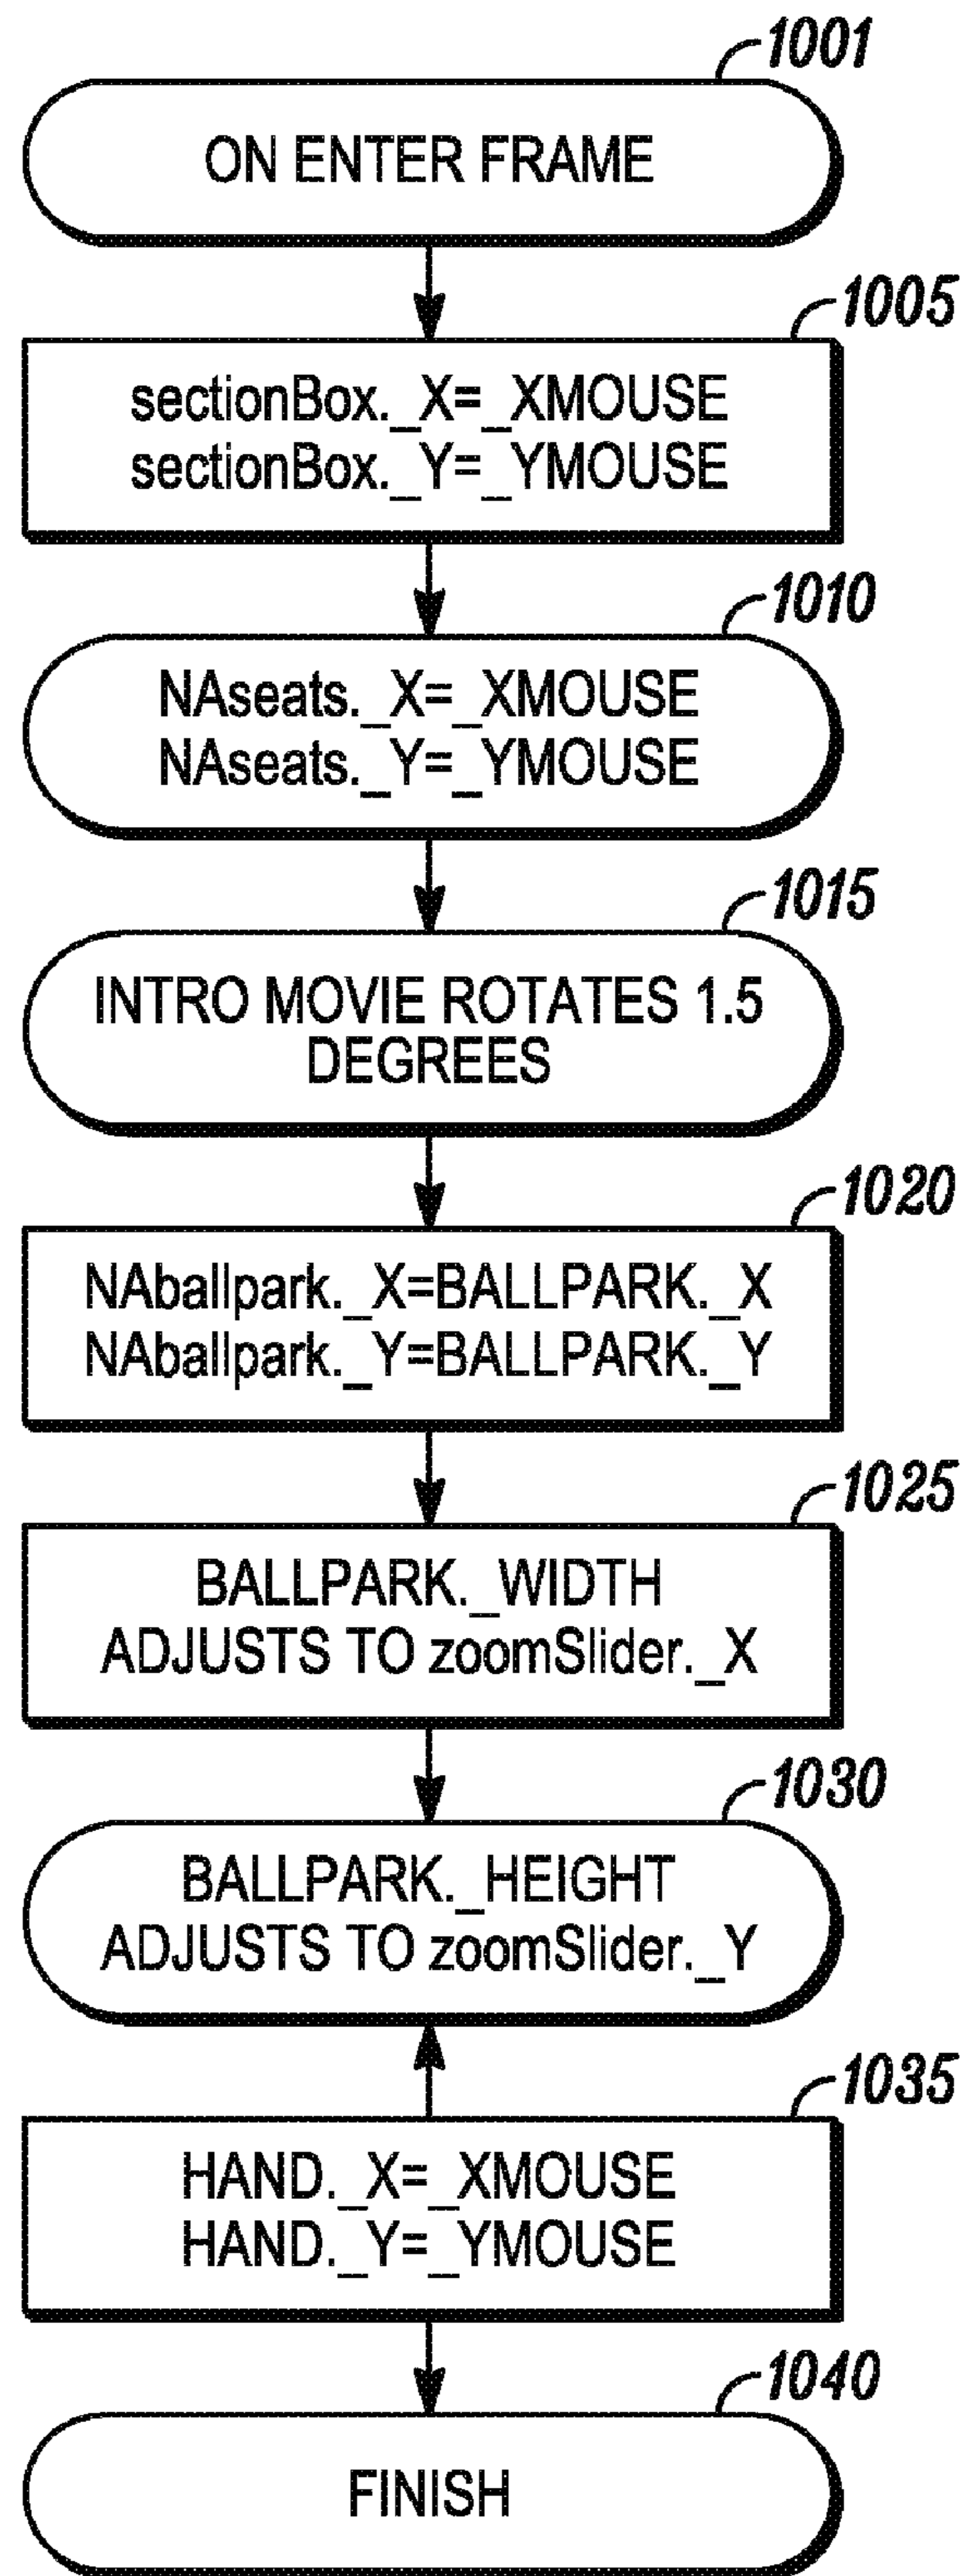 1001
ON ENTER FRAME
1005
sectionBox._X=_XMOUSE
sectionBox._Y=_YMOUSE
1010
NAseats._X=_XMOUSE
NAseats._Y=_YMOUSE
1015
INTRO MOVIE ROTATES 1.5
DEGREES
1020
NAballpark._X=BALLPARK._X
NAballpark._Y=BALLPARK._Y
1025
BALLPARK._WIDTH
ADJUSTS TO zoomSlider._X
1030
BALLPARK._HEIGHT
ADJUSTS TO zoomSlider._Y
1035
HAND._X=_XMOUSE
HAND._Y=_YMOUSE
1040
FINISH